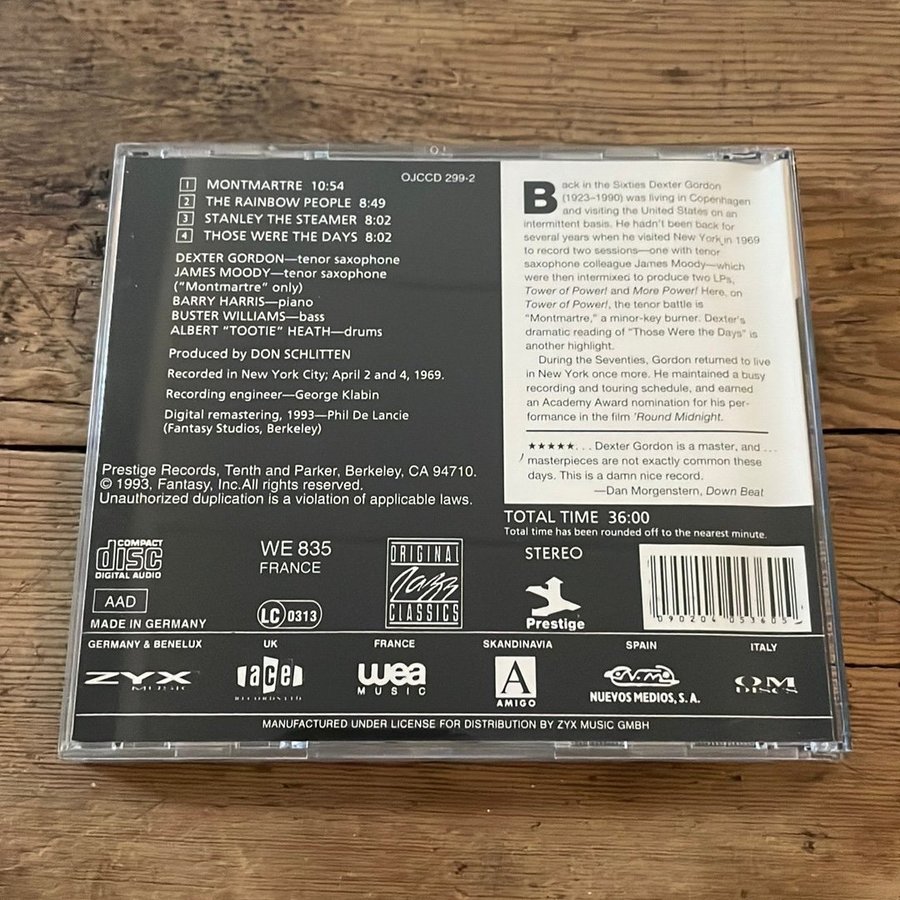 OJCCD 299-2
1 MONTMARTRE 10:54
2 THE RAINBOW PEOPLE 8:49
3 STANLEY THE STEAMER 8:02
4 THOSE WERE THE DAYS 8:02
DEXTER GORDON—tenor saxophone
JAMES MOODY—tenor saxophone
("Montmartre" only)
BARRY HARRIS—piano
BUSTER WILLIAMS—bass
ALBERT "TOOTIE" HEATH—drums
Produced by DON SCHLITTEN
Recorded in New York City; April 2 and 4, 1969.
Recording engineer—George Klabin
Digital remastering, 1993—Phil De Lancie
(Fantasy Studios, Berkeley)
Prestige Records, Tenth and Parker, Berkeley, CA 94710.
© 1993, Fantasy, Inc.All rights reserved.
Unauthorized duplication is a violation of applicable laws.
Back in the Sixties Dexter Gordon
(1923–1990) was living in Copenhagen
and visiting the United States on an
intermittent basis. He hadn't been back for
several years when he visited New York in 1969
to record two sessions—one with tenor
saxophone colleague James Moody—which
were then intermixed to produce two LPs,
Tower of Power! and More Power! Here, on
Tower of Power!, the tenor battle is
"Montmartre," a minor-key burner. Dexter's
dramatic reading of "Those Were the Days" is
another highlight.
During the Seventies, Gordon returned to live
in New York once more. He maintained a busy
recording and touring schedule, and earned
an Academy Award nomination for his per-
formance in the film 'Round Midnight.
★★★★★. . . Dexter Gordon is a master, and ...
masterpieces are not exactly common these
days. This is a damn nice record.
—Dan Morgenstern, Down Beat
TOTAL TIME 36:00
Total time has been rounded off to the nearest minute.
COMPACT
disc
DIGITAL AUDIO
AAD
MADE IN GERMANY
WE 835
FRANCE
LC 0313
ORIGINAL
Jazz
CLASSICS
STEREO
Prestige
090204 053605
GERMANY & BENELUX
ZYX
MUSIC
UK
ace
RECORDS LTD
FRANCE
wea
MUSIC
SKANDINAVIA
A
AMIGO
SPAIN
N.M.
NUEVOS MEDIOS, S.A.
ITALY
OM
DISCS
MANUFACTURED UNDER LICENSE FOR DISTRIBUTION BY ZYX MUSIC GMBH